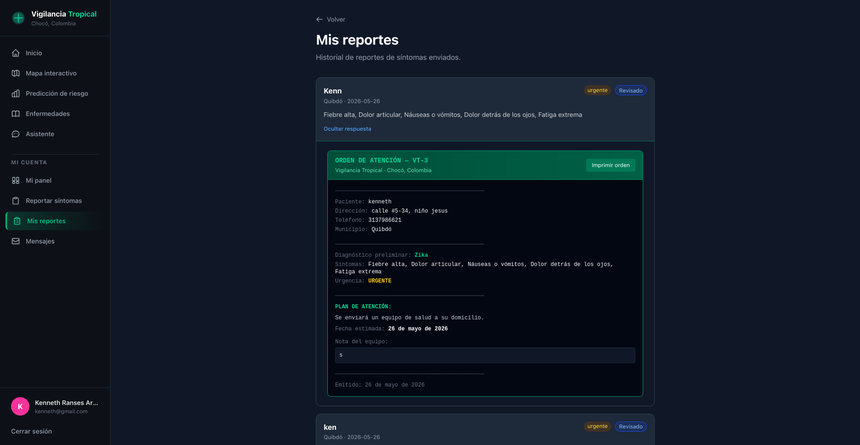 Vigilancia Tropical
Chocó, Colombia
Inicio
Mapa interactivo
Predicción de riesgo
Enfermedades
Asistente
MI CUENTA
Mi panel
Reportar síntomas
Mis reportes
Mensajes
K
Kenneth Ranses Ar...
kenneth@gmail.com
Cerrar sesión
← Volver
Mis reportes
Historial de reportes de síntomas enviados.
Kenn
urgente
Revisado
Quibdó · 2026-05-26
Fiebre alta, Dolor articular, Náuseas o vómitos, Dolor detrás de los ojos, Fatiga extrema
Ocultar respuesta
ORDEN DE ATENCIÓN — VT-3
Vigilancia Tropical · Chocó, Colombia
Imprimir orden
Paciente: kenneth
Dirección: calle #5-34, niño jesus
Teléfono: 3137986621
Municipio: Quibdó
Diagnóstico preliminar: Zika
Síntomas: Fiebre alta, Dolor articular, Náuseas o vómitos, Dolor detrás de los ojos,
Fatiga extrema
Urgencia: URGENTE
PLAN DE ATENCIÓN:
Se enviará un equipo de salud a su domicilio.
Fecha estimada: 26 de mayo de 2026
Nota del equipo:
s
Emitido: 26 de mayo de 2026
ken
urgente
Revisado
Quibdó · 2026-05-26